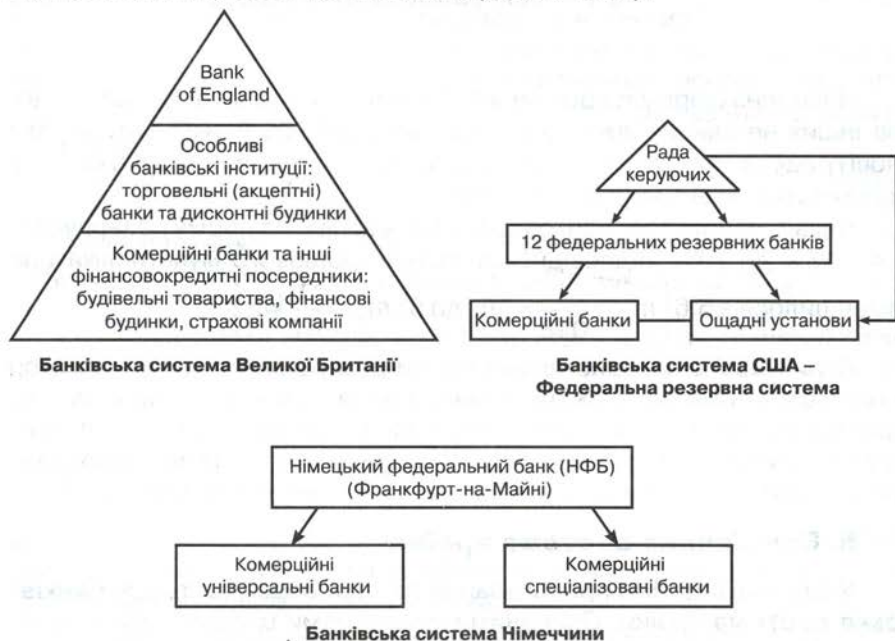 Bank
of England
Особливі
банківські інституції:
торговельні (акцептні)
банки та дисконтні будинки
Комерційні банки та інші
фінансовокредитні посередники:
будівельні товариства, фінансові
будинки, страхові компанії
Банківська система Великої Британії
Рада
керуючих
12 федеральних резервних банків
Комерційні банки
Ощадні установи
Банківська система США –
Федеральна резервна система
Німецький федеральний банк (НФБ)
(Франкфурт-на-Майні)
Комерційні
універсальні банки
Комерційні
спеціалізовані банки
Банківська система Німеччини